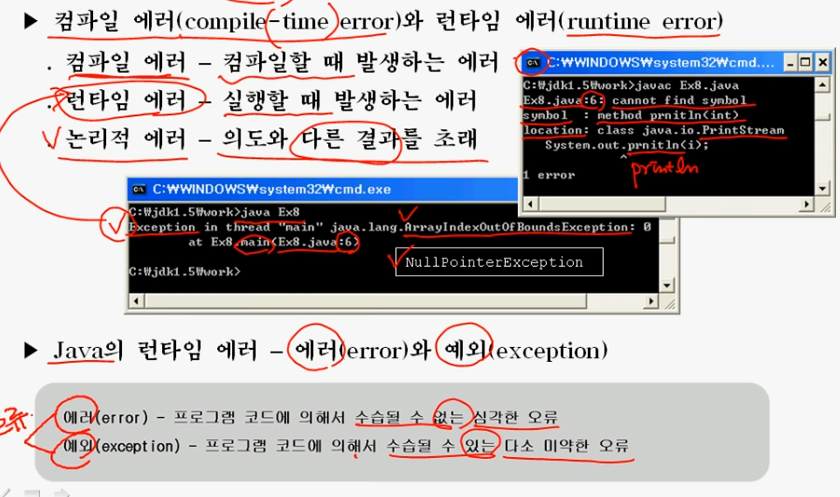 ▶ 컴파일 에러(compile-time error)와 런타임 에러(runtime error)
. 컴파일 에러 – 컴파일할 때 발생하는 에러
. 런타임 에러 – 실행할 때 발생하는 에러
논리적 에러 – 의도와 다른 결과를 초래
C:₩WINDOWS₩system32₩cmd....
C:₩jdk1.5₩work>javac Ex8.java
Ex8.java:6: cannot find symbol
symbol  : method prnitln(int)
location: class java.io.PrintStream
System.out.prnitln(i);
^
println
1 error
C:₩WINDOWS₩system32₩cmd.exe
C:₩jdk1.5₩work>java Ex8
Exception in thread "main" java.lang.ArrayIndexOutOfBoundsException: 0
at Ex8.main(Ex8.java:6)
NullPointerException
C:₩jdk1.5₩work>
▶ Java의 런타임 에러 – 에러(error)와 예외(exception)
에러(error) – 프로그램 코드에 의해서 수습될 수 없는 심각한 오류
예외(exception) – 프로그램 코드에 의해서 수습될 수 있는 다소 미약한 오류